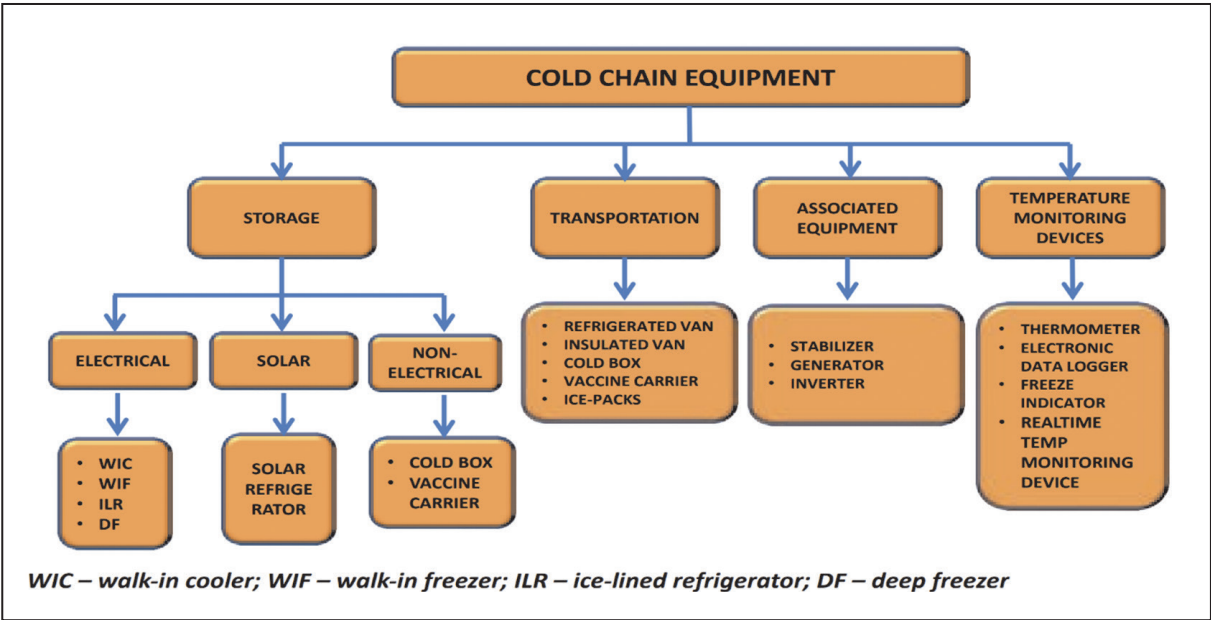 COLD CHAIN EQUIPMENT
STORAGE
TRANSPORTATION
ASSOCIATED
EQUIPMENT
TEMPERATURE
MONITORING
DEVICES
ELECTRICAL
SOLAR
NON-
ELECTRICAL
• REFRIGERATED VAN
• INSULATED VAN
• COLD BOX
• VACCINE CARRIER
• ICE-PACKS
• STABILIZER
• GENERATOR
• INVERTER
• THERMOMETER
• ELECTRONIC
DATA LOGGER
• FREEZE
INDICATOR
• REALTIME
TEMP
MONITORING
DEVICE
• WIC
• WIF
• ILR
• DF
SOLAR
REFRIGE
RATOR
• COLD BOX
• VACCINE
CARRIER
WIC – walk-in cooler; WIF – walk-in freezer; ILR – ice-lined refrigerator; DF – deep freezer